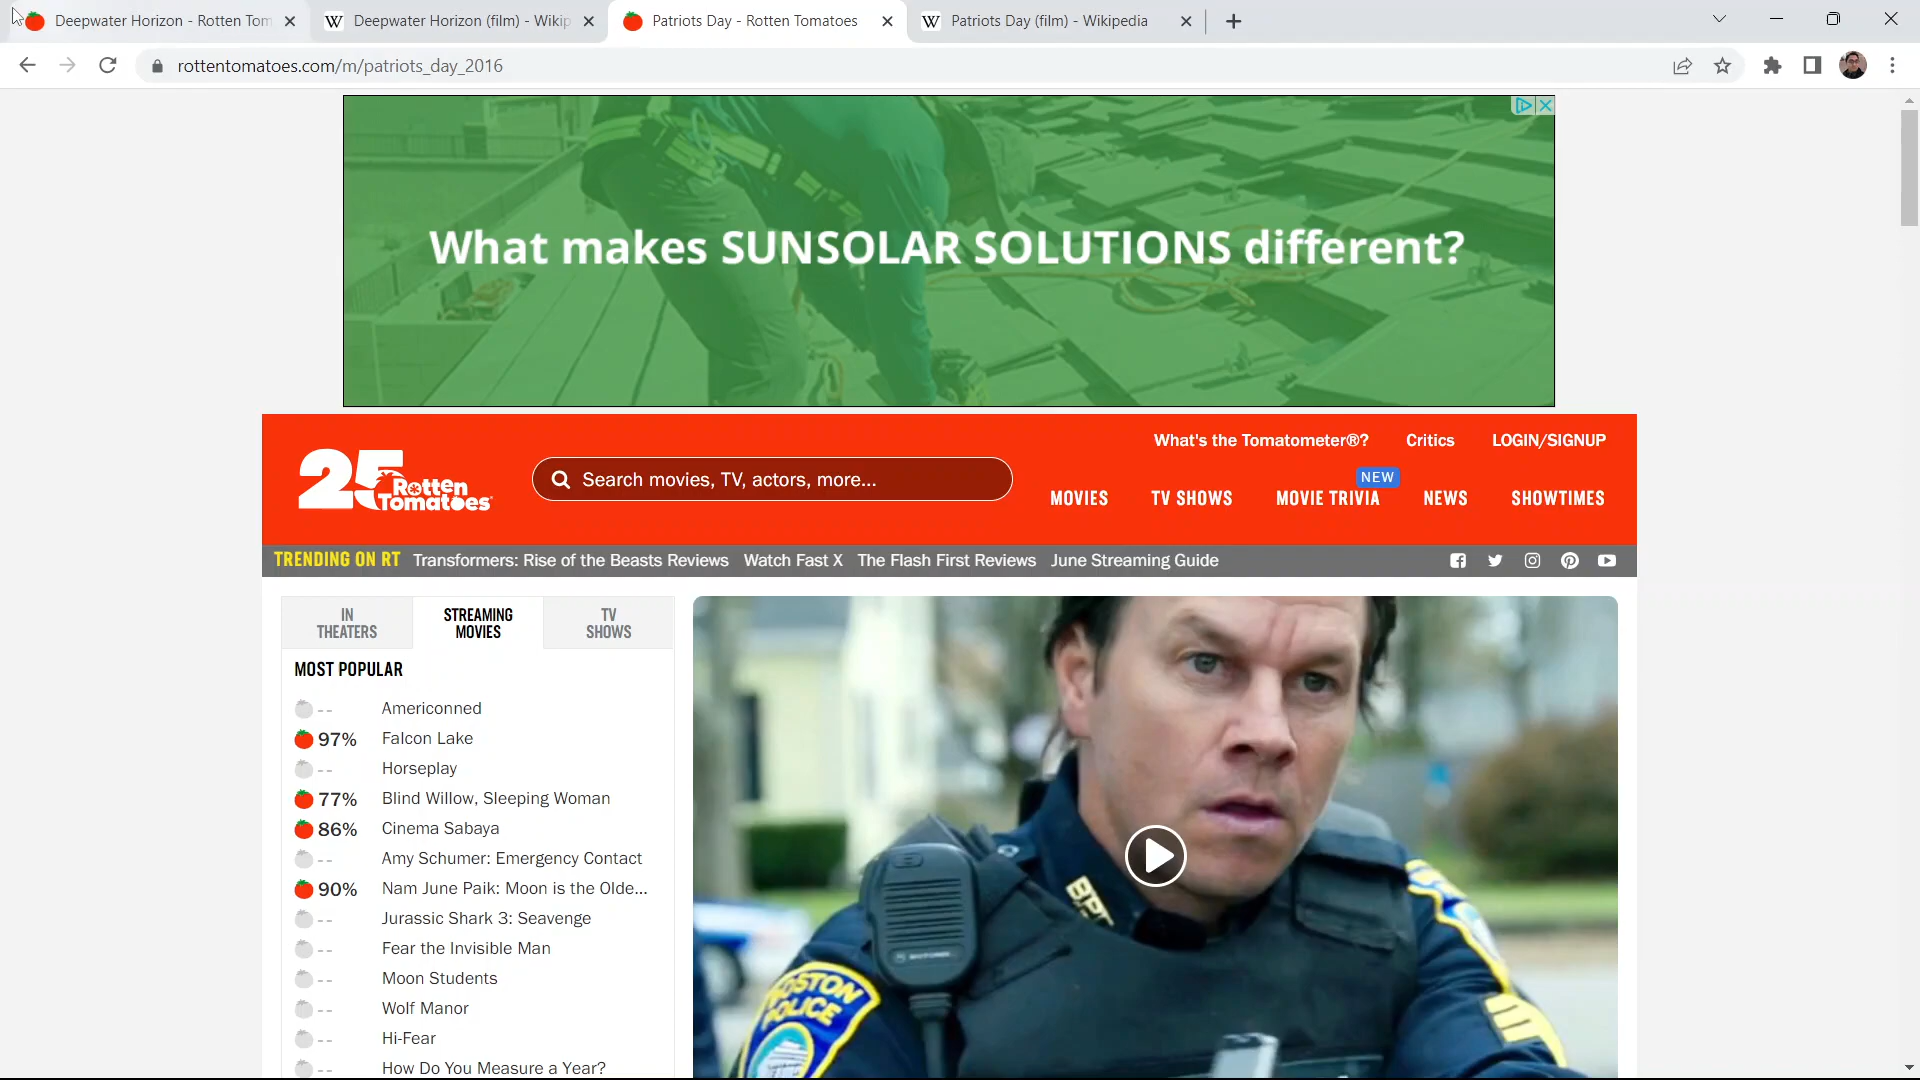 Deepwater Horizon - Rotten Tom
Deepwater Horizon (film) - Wikip
Patriots Day - Rotten Tomatoes
Patriots Day (film) - Wikipedia
rottentomatoes.com/m/patriots_day_2016
What makes SUNSOLAR SOLUTIONS different?
What's the Tomatometer®?
Critics
LOGIN/SIGNUP
25 Rotten Tomatoes
Search movies, TV, actors, more...
NEW
MOVIES
TV SHOWS
MOVIE TRIVIA
NEWS
SHOWTIMES
TRENDING ON RT
Transformers: Rise of the Beasts Reviews
Watch Fast X
The Flash First Reviews
June Streaming Guide
IN THEATERS
STREAMING MOVIES
TV SHOWS
MOST POPULAR
-- Americonned
97% Falcon Lake
-- Horseplay
77% Blind Willow, Sleeping Woman
86% Cinema Sabaya
-- Amy Schumer: Emergency Contact
90% Nam June Paik: Moon is the Olde...
-- Jurassic Shark 3: Seavenge
-- Fear the Invisible Man
-- Moon Students
-- Wolf Manor
-- Hi-Fear
-- How Do You Measure a Year?
BPD
BOSTON
POLICE